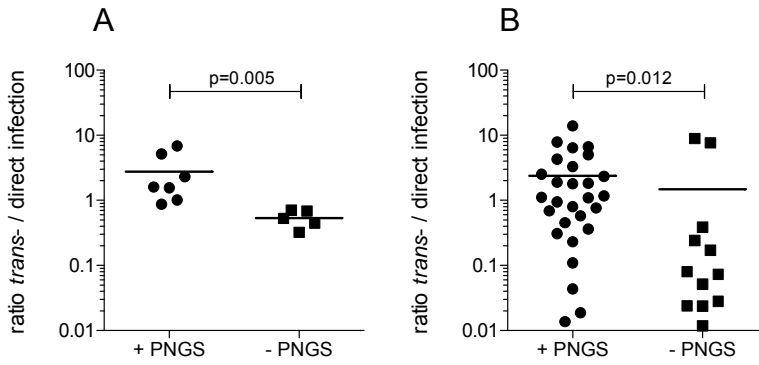 A
ratio trans- / direct infection
100
10
1
0.1
0.01
p=0.005
+ PNGS
- PNGS
B
ratio trans- / direct infection
100
10
1
0.1
0.01
p=0.012
+ PNGS
- PNGS